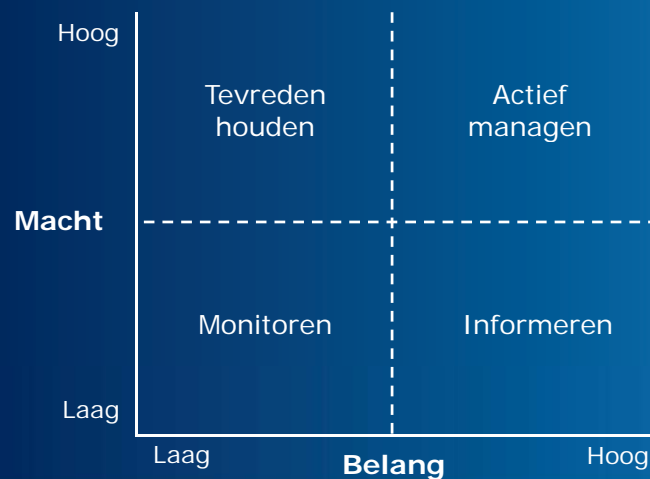 Hoog
Tevreden
houden
Actief
managen
Macht
Monitoren
Informeren
Laag
Laag
Belang
Hoog